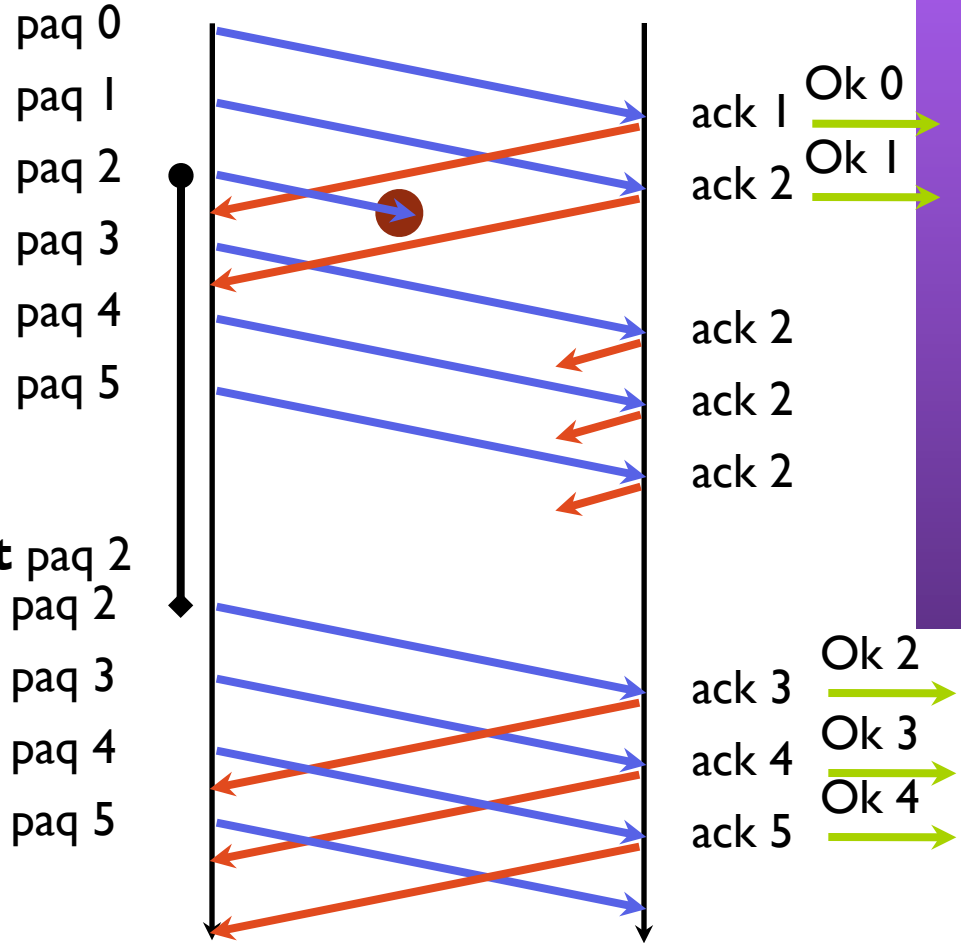 paq 0
Ok 0
paq 1
ack 1
Ok 1
paq 2
ack 2
paq 3
paq 4
ack 2
paq 5
ack 2
ack 2
t paq 2
paq 2
Ok 2
paq 3
ack 3
Ok 3
paq 4
ack 4
Ok 4
paq 5
ack 5